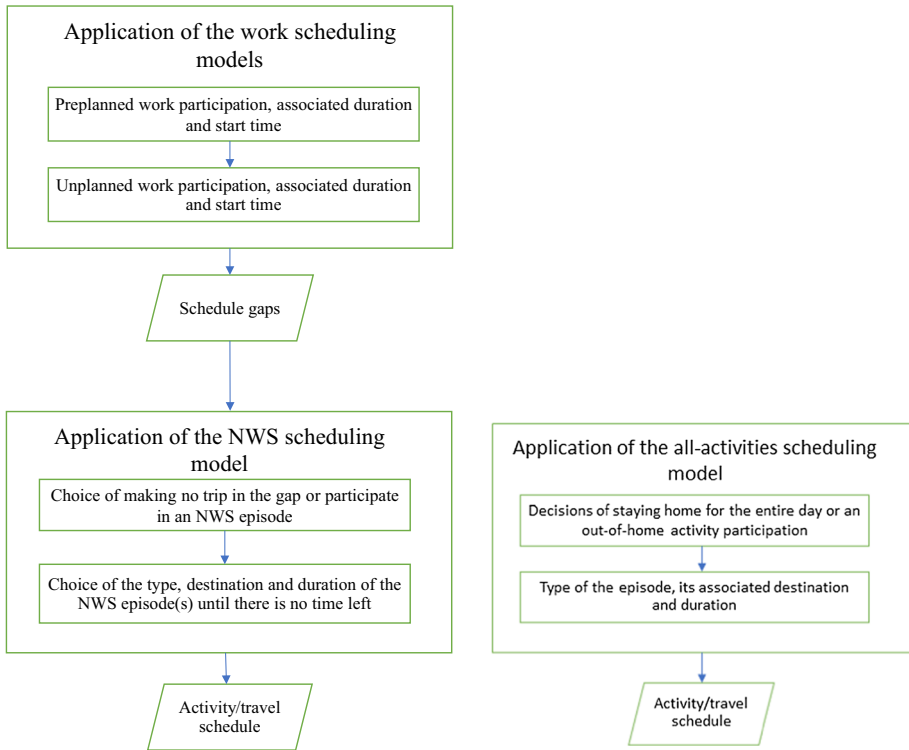 Application of the work scheduling
models
Preplanned work participation, associated duration
and start time
Unplanned work participation, associated duration
and start time
Schedule gaps
Application of the NWS scheduling
model
Choice of making no trip in the gap or participate
in an NWS episode
Choice of the type, destination and duration of the
NWS episode(s) until there is no time left
Activity/travel
schedule
Application of the all-activities scheduling
model
Decisions of staying home for the entire day or an
out-of-home activity participation
Type of the episode, its associated destination
and duration
Activity/travel
schedule